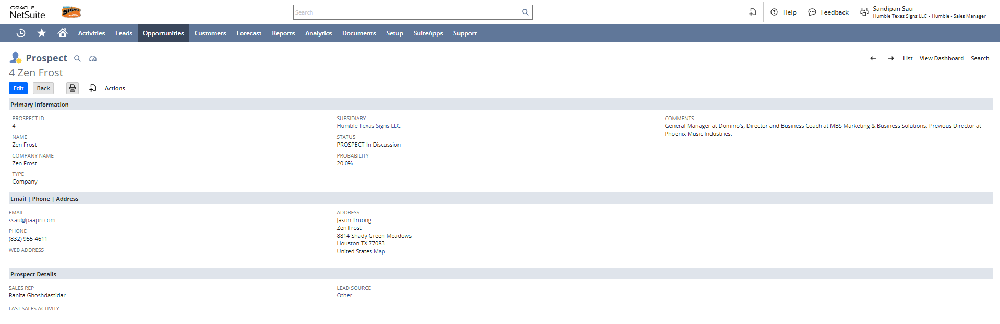 ORACLE
NetSuite
SIGNS
Search
Help
Feedback
Sandipan Sau
Humble Texas Signs LLC - Humble - Sales Manager
Activities
Leads
Opportunities
Customers
Forecast
Reports
Analytics
Documents
Setup
SuiteApps
Support
Prospect
List
View Dashboard
Search
4 Zen Frost
Edit
Back
Actions
Primary Information
PROSPECT ID
4
NAME
Zen Frost
COMPANY NAME
Zen Frost
TYPE
Company
SUBSIDIARY
Humble Texas Signs LLC
STATUS
PROSPECT-In Discussion
PROBABILITY
20.0%
COMMENTS
General Manager at Domino's, Director and Business Coach at MBS Marketing & Business Solutions. Previous Director at
Phoenix Music Industries.
Email | Phone | Address
EMAIL
ssau@paapri.com
PHONE
(832) 955-4611
WEB ADDRESS
ADDRESS
Jason Truong
Zen Frost
8814 Shady Green Meadows
Houston TX 77083
United States Map
Prospect Details
SALES REP
Ranita Ghoshdastidar
LAST SALES ACTIVITY
LEAD SOURCE
Other